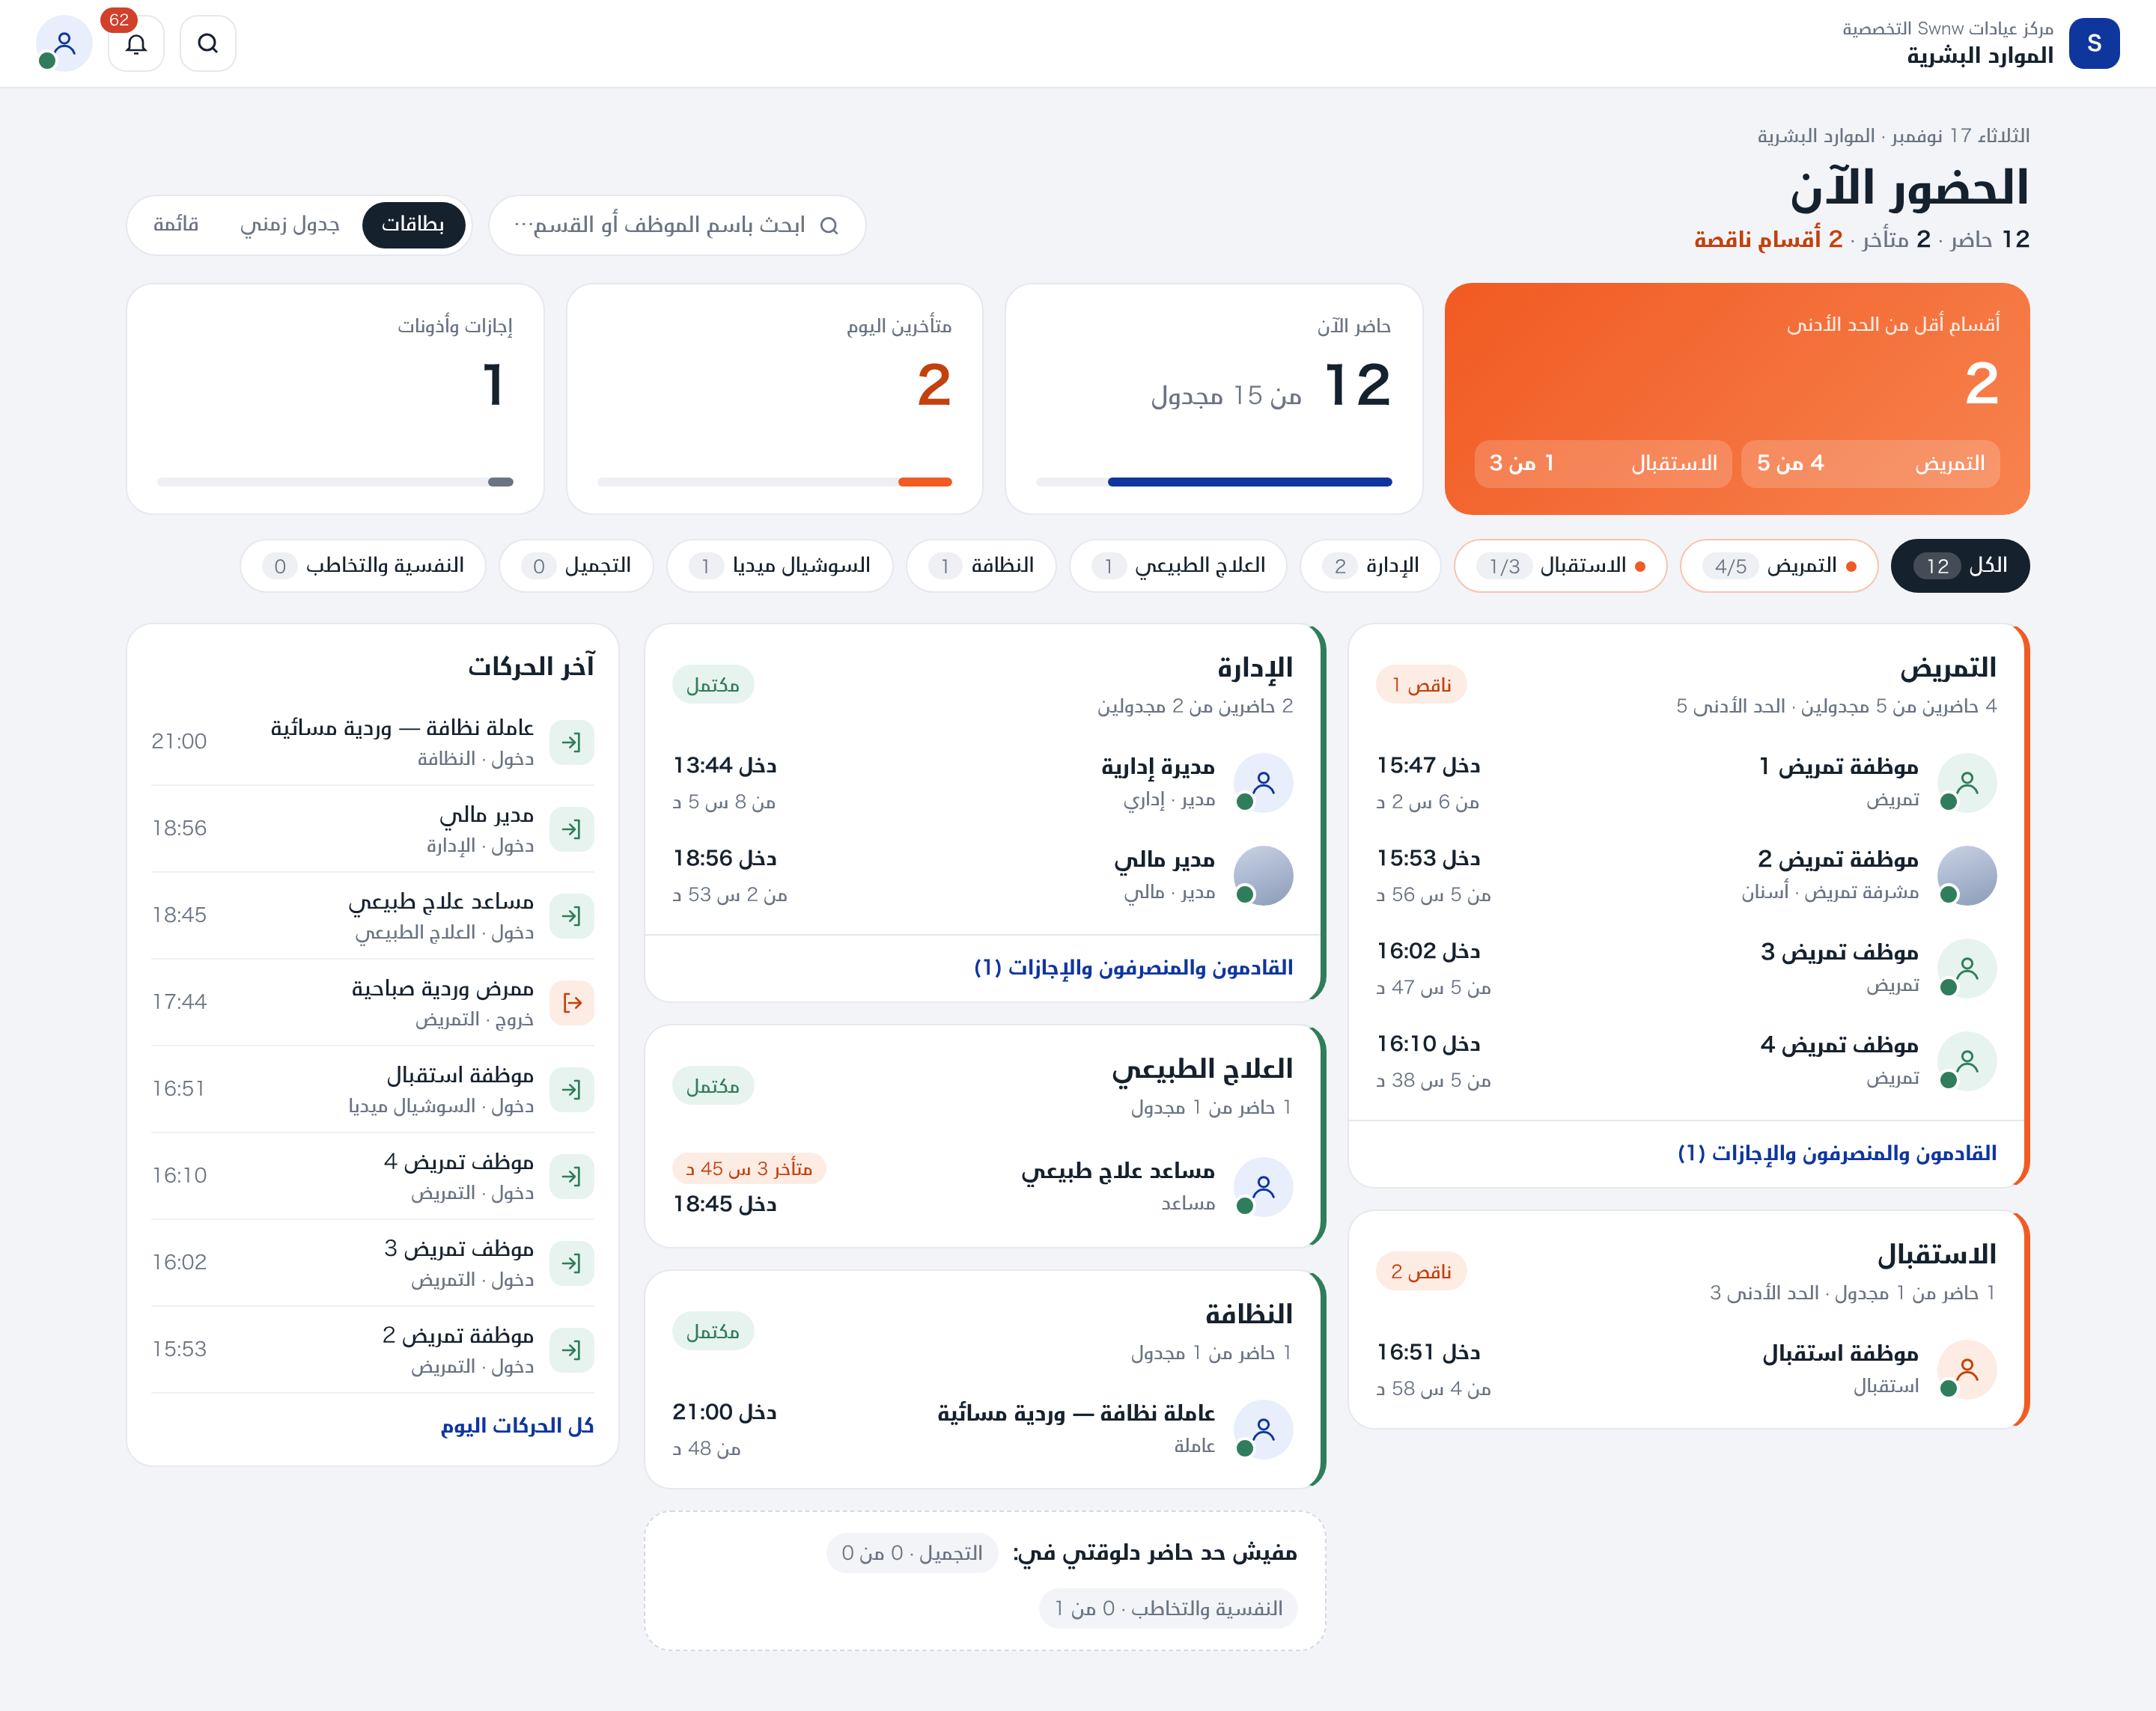 S
مركز عيادات Swnw التخصصية
الموارد البشرية
62
الثلاثاء 17 نوفمبر · الموارد البشرية
الحضور الآن
12 حاضر · 2 متأخر · 2 أقسام ناقصة
ابحث باسم الموظف أو القسم...
بطاقات
جدول زمني
قائمة
أقسام أقل من الحد الأدنى
2
التمريض 4 من 5
الاستقبال 1 من 3
حاضر الآن
12 من 15 مجدول
متأخرين اليوم
2
إجازات وأذونات
1
الكل 12
التمريض 4/5
الاستقبال 1/3
الإدارة 2
العلاج الطبيعي 1
النظافة 1
السوشيال ميديا 1
التجميل 0
النفسية والتخاطب 0
التمريض
ناقص 1
4 حاضرين من 5 مجدولين · الحد الأدنى 5
موظفة تمريض 1
تمريض
دخل 15:47
من 6 س 2 د
موظفة تمريض 2
مشرفة تمريض · أسنان
دخل 15:53
من 5 س 56 د
موظف تمريض 3
تمريض
دخل 16:02
من 5 س 47 د
موظف تمريض 4
تمريض
دخل 16:10
من 5 س 38 د
القادمون والمنصرفون والإجازات (1)
الاستقبال
ناقص 2
1 حاضر من 1 مجدول · الحد الأدنى 3
موظفة استقبال
استقبال
دخل 16:51
من 4 س 58 د
الإدارة
مكتمل
2 حاضرين من 2 مجدولين
مديرة إدارية
مدير · إداري
دخل 13:44
من 8 س 5 د
مدير مالي
مدير · مالي
دخل 18:56
من 2 س 53 د
القادمون والمنصرفون والإجازات (1)
العلاج الطبيعي
مكتمل
1 حاضر من 1 مجدول
مساعد علاج طبيعي
مساعد
متأخر 3 س 45 د
دخل 18:45
النظافة
مكتمل
1 حاضر من 1 مجدول
عاملة نظافة — وردية مسائية
عاملة
دخل 21:00
من 48 د
مفيش حد حاضر دلوقتي في:
التجميل · 0 من 0
النفسية والتخاطب · 0 من 1
آخر الحركات
عاملة نظافة — وردية مسائية
دخول · النظافة
21:00
مدير مالي
دخول · الإدارة
18:56
مساعد علاج طبيعي
دخول · العلاج الطبيعي
18:45
ممرض وردية صباحية
خروج · التمريض
17:44
موظفة استقبال
دخول · السوشيال ميديا
16:51
موظف تمريض 4
دخول · التمريض
16:10
موظف تمريض 3
دخول · التمريض
16:02
موظفة تمريض 2
دخول · التمريض
15:53
كل الحركات اليوم